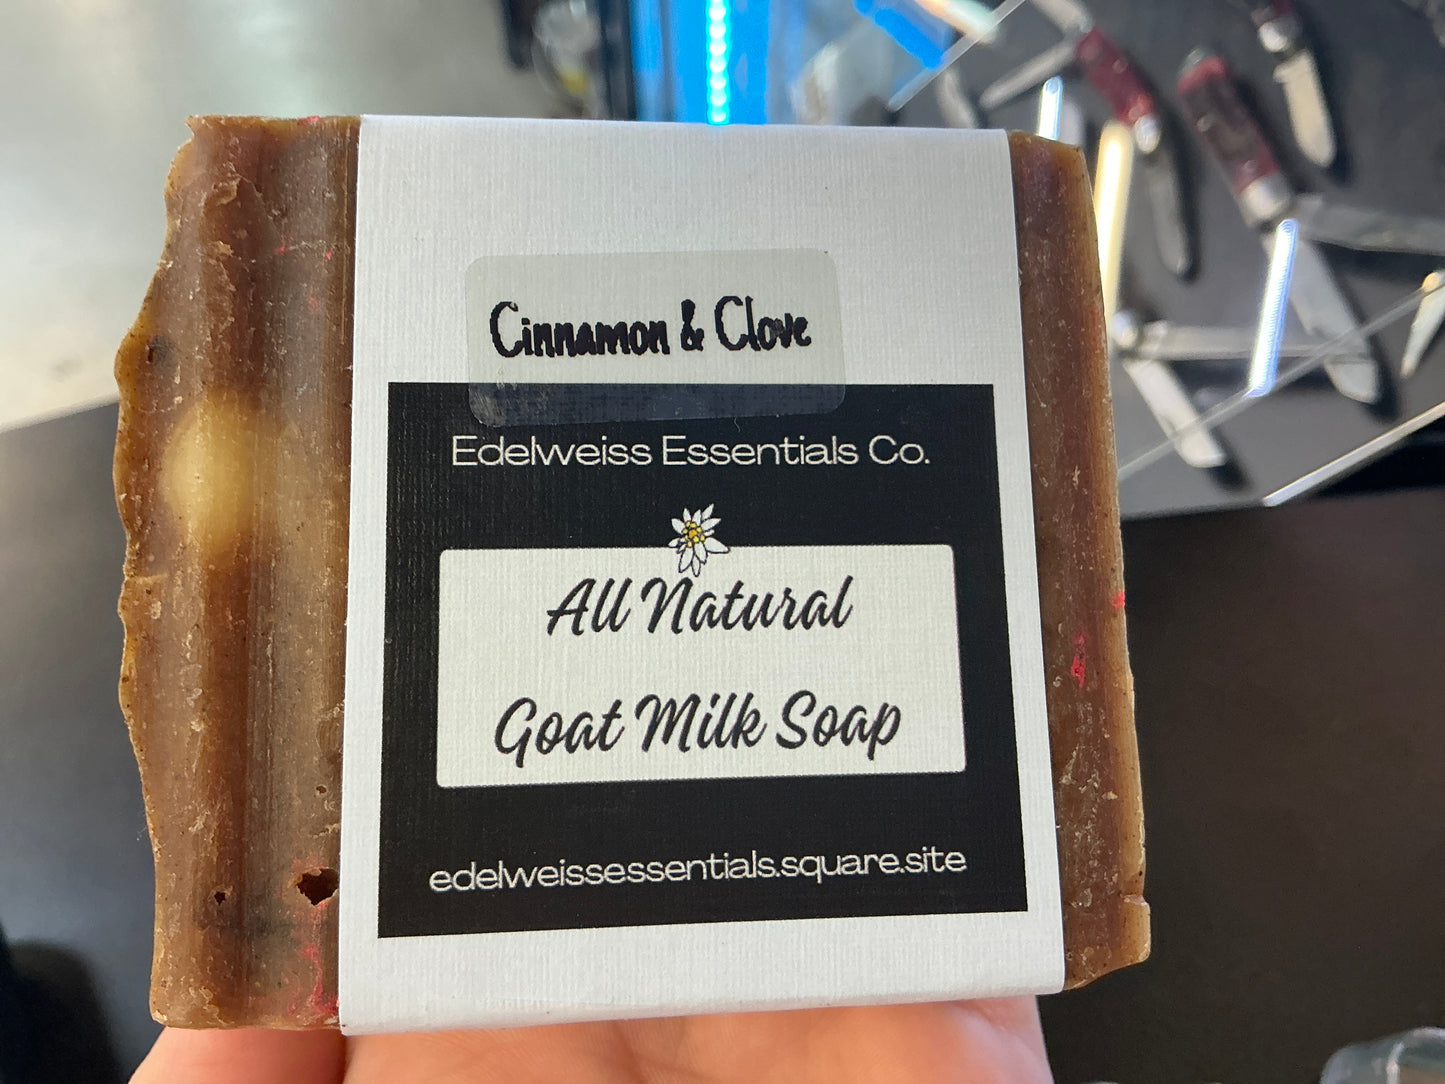 Cinnamon & Clove
Edelweiss Essentials Co.
All Natural
Goat Milk Soap
edelweissessentials.square.site